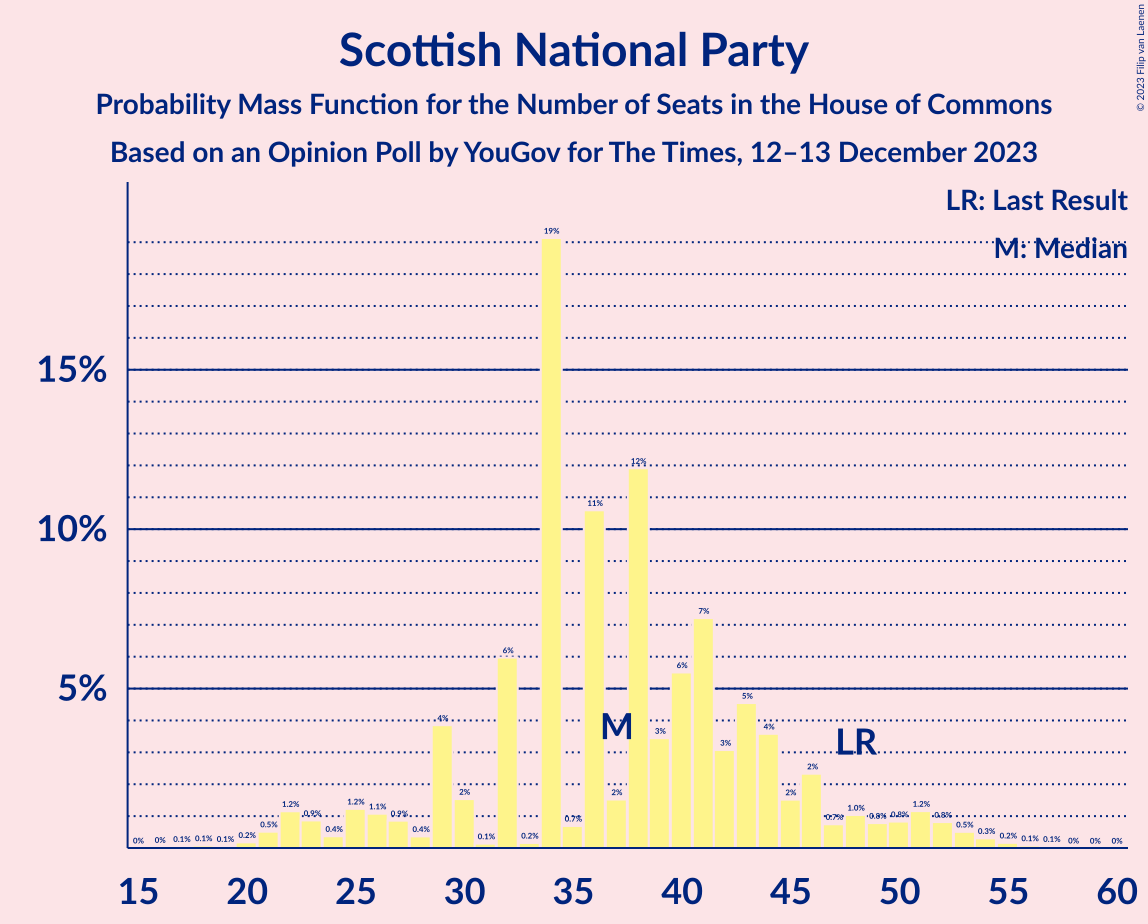 Scottish National Party
Probability Mass Function for the Number of Seats in the House of Commons
Based on an Opinion Poll by YouGov for The Times, 12–13 December 2023
© 2023 Filip van Laenen
LR: Last Result
M: Median
15%
10%
5%
0% 0% 0.1% 0.1% 0.1% 0.2% 0.5% 1.2% 0.9% 0.4% 1.2% 1.1% 0.9% 0.4% 4% 2% 0.1% 6% 0.2% 19% 0.7% 11% 2% 12% 3% 6% 7% 3% 5% 4% 2% 2% 0.7% 1.0% 0.8% 0.8% 1.2% 0.8% 0.5% 0.3% 0.2% 0.1% 0.1% 0% 0% 0%
M LR
15 20 25 30 35 40 45 50 55 60